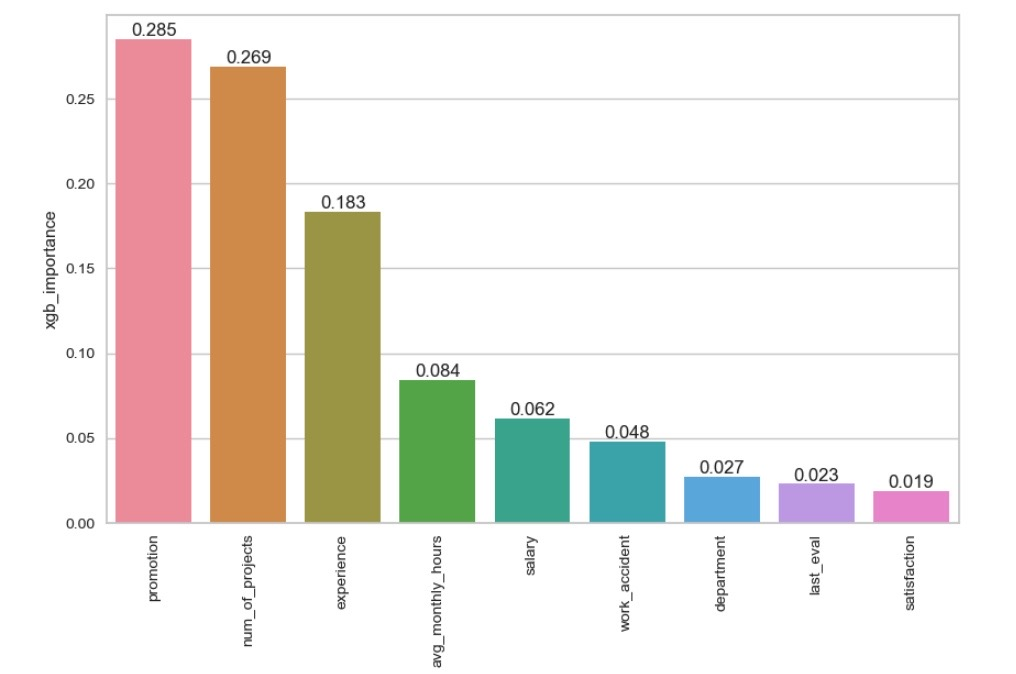 0.285
0.269
0.183
0.084
0.062
0.048
0.027
0.023
0.019
xgb_importance
0.25
0.20
0.15
0.10
0.05
0.00
promotion
num_of_projects
experience
avg_monthly_hours
salary
work_accident
department
last_eval
satisfaction